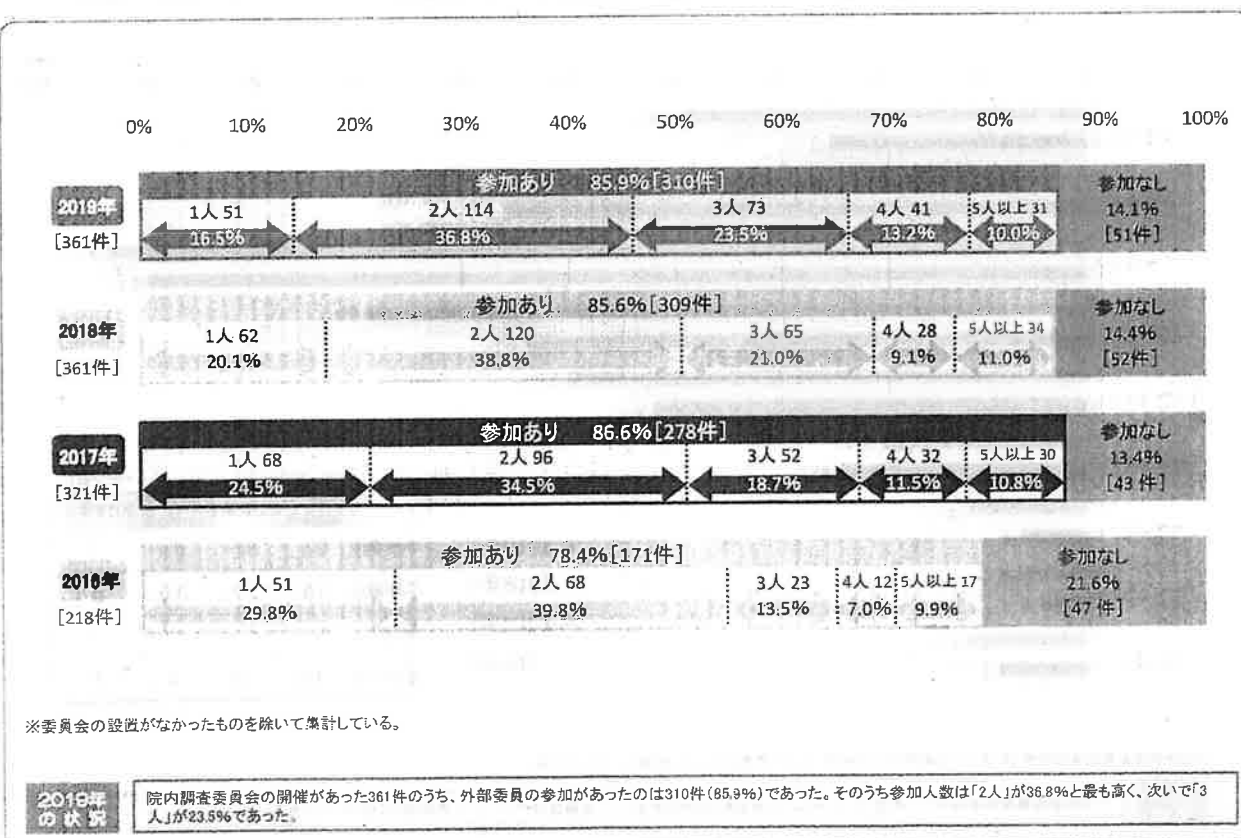 0% 10% 20% 30% 40% 50% 60% 70% 80% 90% 100%
参加あり 85.9%[310件]
参加なし
2019年
1人 51 2人 114 3人 73 4人 41 5人以上 31
14.1%
[361件]
16.5% 36.8% 23.5% 13.2% 10.0%
[51件]
参加あり 85.6%[309件]
参加なし
2018年
1人 62 2人 120 3人 65 4人 28 5人以上 34
14.4%
[361件]
20.1% 38.8% 21.0% 9.1% 11.0%
[52件]
参加あり 86.6%[278件]
参加なし
2017年
1人 68 2人 96 3人 52 4人 32 5人以上 30
13.4%
[321件]
24.5% 34.5% 18.7% 11.5% 10.8%
[43 件]
参加あり 78.4%[171件]
参加なし
2016年
1人 51 2人 68 3人 23 4人 12 5人以上 17
21.6%
[218件]
29.8% 39.8% 13.5% 7.0% 9.9%
[47 件]
※委員会の設置がなかったものを除いて集計している。
2019年
の状況
院内調査委員会の開催があった361件のうち、外部委員の参加があったのは310件(85.9%)であった。そのうち参加人数は「2人」が36.8%と最も高く、次いで「3
人」が23.5%であった。